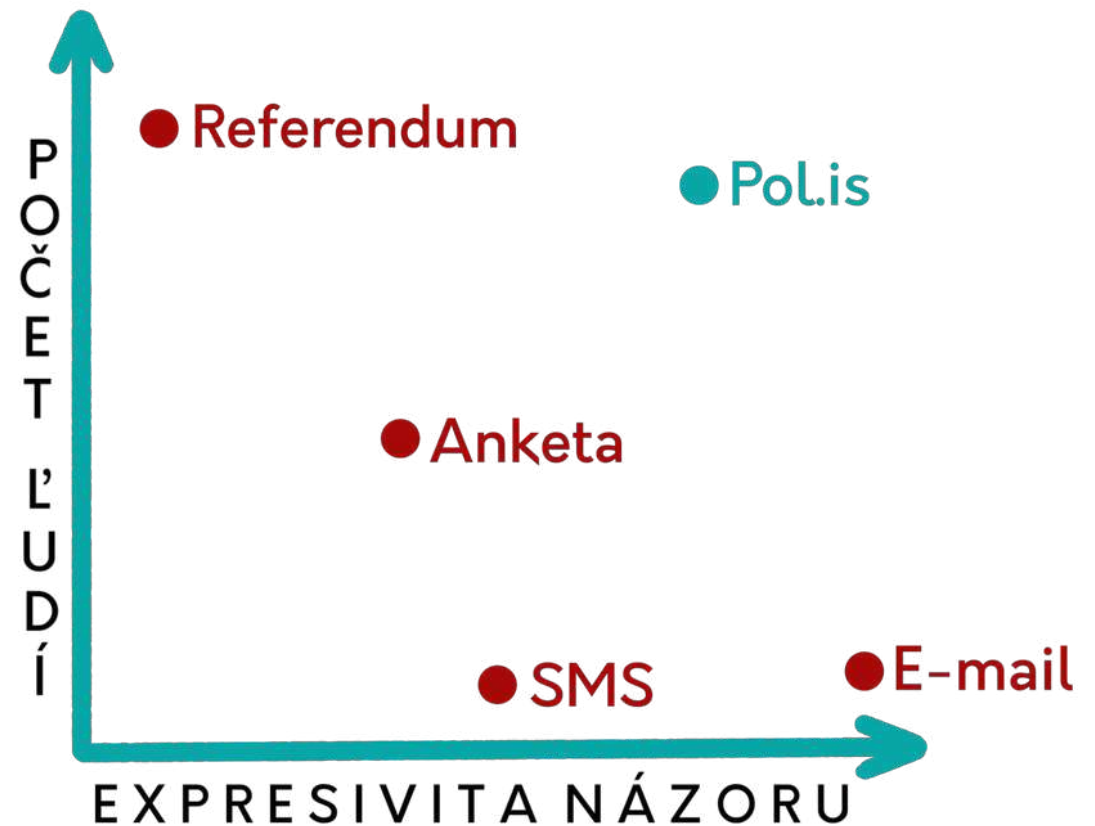 POČET ĽUDÍ
Referendum
Pol.is
Anketa
SMS
E-mail
EXPRESIVITA NÁZORU